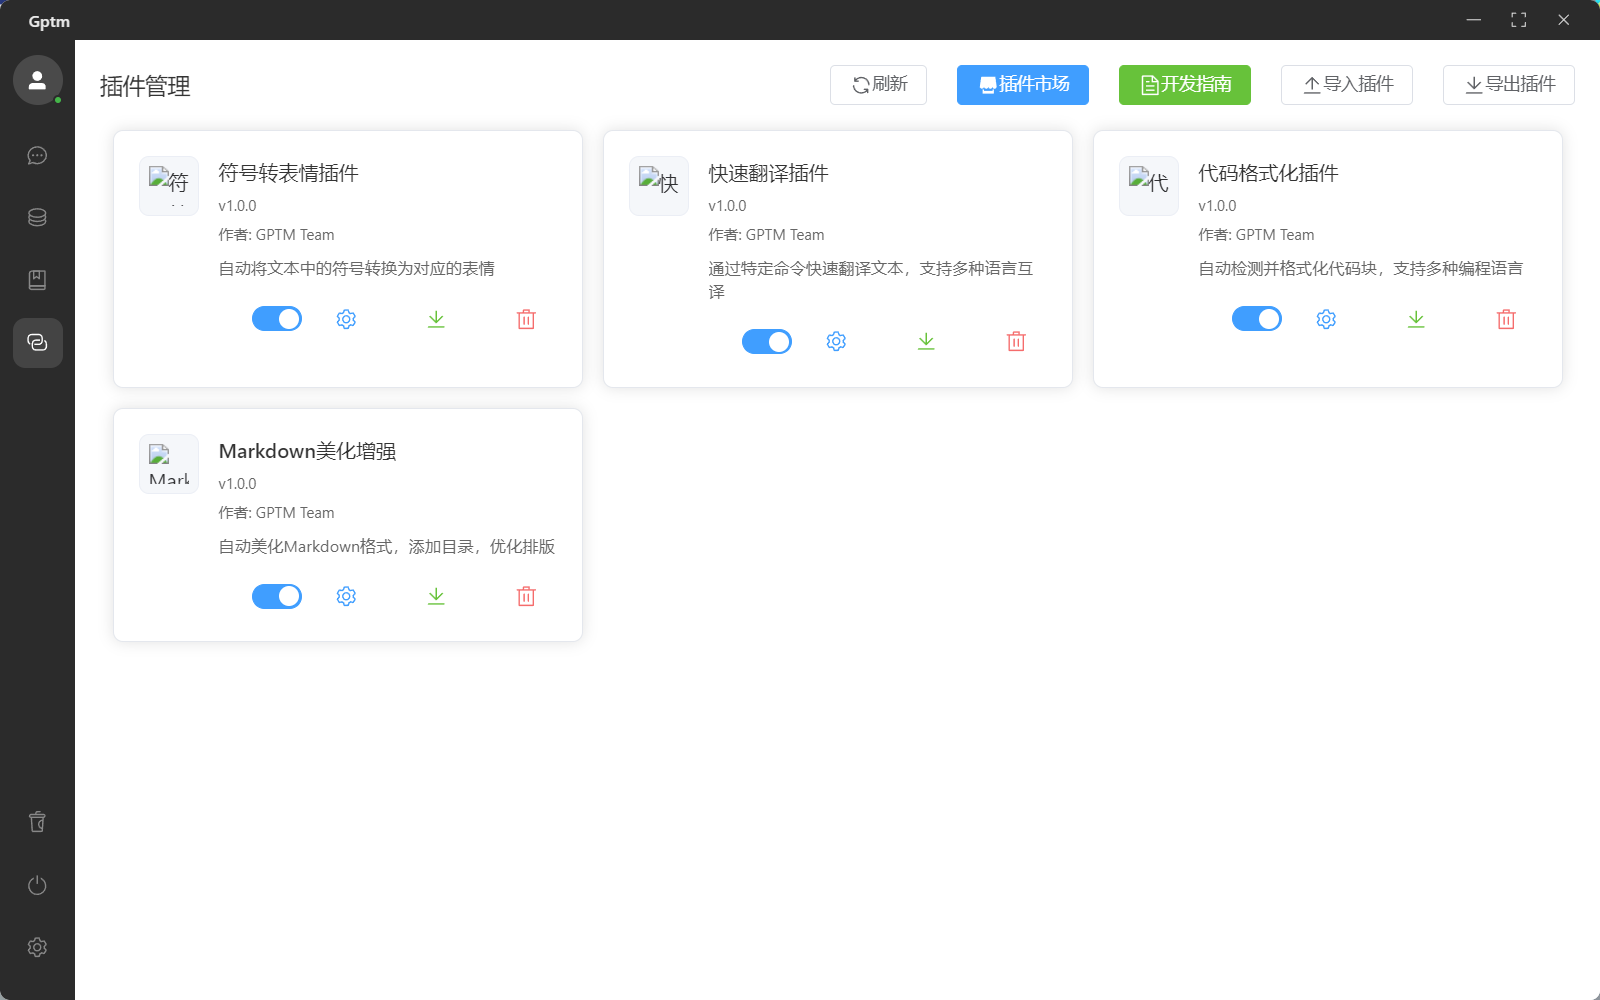 Gptm
插件管理
刷新
插件市场
开发指南
导入插件
导出插件
符
符号转表情插件
v1.0.0
作者: GPTM Team
自动将文本中的符号转换为对应的表情
快
快速翻译插件
v1.0.0
作者: GPTM Team
通过特定命令快速翻译文本，支持多种语言互
译
代
代码格式化插件
v1.0.0
作者: GPTM Team
自动检测并格式化代码块，支持多种编程语言
Mark
Markdown美化增强
v1.0.0
作者: GPTM Team
自动美化Markdown格式，添加目录，优化排版